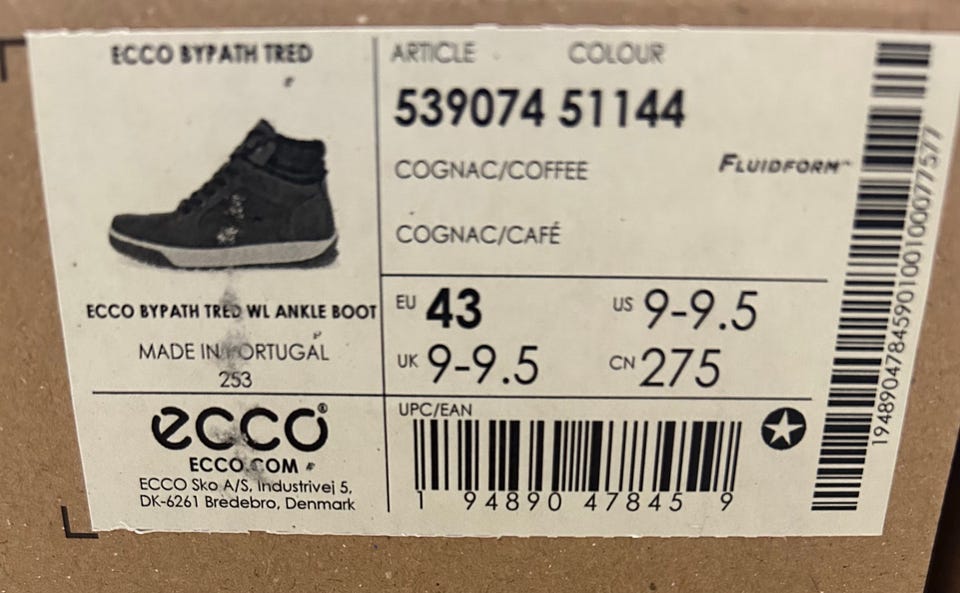 ECCO BYPATH TRED
ECCO BYPATH TRED WL ANKLE BOOT
MADE IN PORTUGAL
253
ecco®
ECCO.COM
ECCO Sko A/S, Industrivej 5,
DK-6261 Bredebro, Denmark
ARTICLE COLOUR
539074 51144
COGNAC/COFFEE
FLUIDFORM™
COGNAC/CAFÉ
EU 43 US 9-9.5
UK 9-9.5 CN 275
UPC/EAN
1 94890 47845 9
194890478459010010007757​7